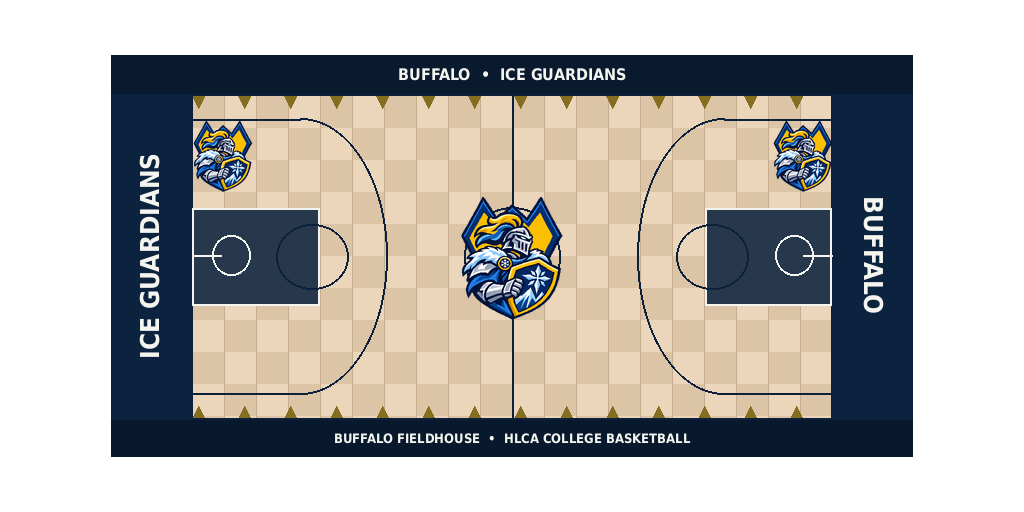 BUFFALO • ICE GUARDIANS
ICE GUARDIANS
BUFFALO
BUFFALO FIELDHOUSE • HLCA COLLEGE BASKETBALL